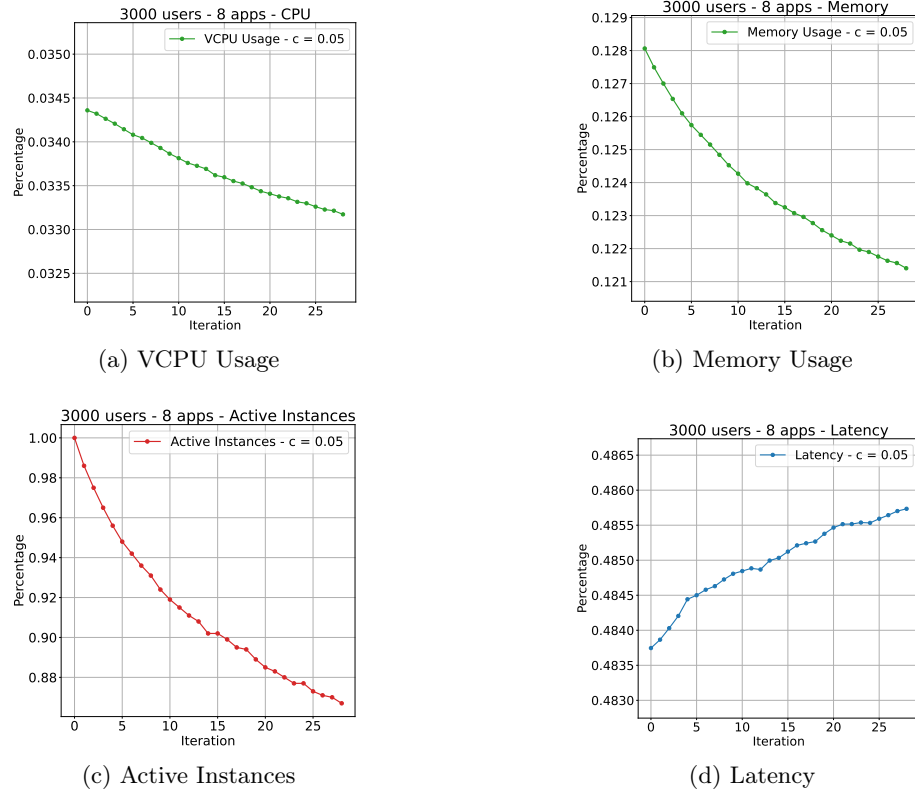 3000 users - 8 apps - CPU
VCPU Usage - c = 0.05
0.0350
0.0345
0.0340
0.0335
0.0330
0.0325
Percentage
0 5 10 15 20 25
Iteration
(a) VCPU Usage
3000 users - 8 apps - Memory
Memory Usage - c = 0.05
0.129
0.128
0.127
0.126
0.125
0.124
0.123
0.122
0.121
Percentage
0 5 10 15 20 25
Iteration
(b) Memory Usage
3000 users - 8 apps - Active Instances
Active Instances - c = 0.05
1.00
0.98
0.96
0.94
0.92
0.90
0.88
Percentage
0 5 10 15 20 25
Iteration
(c) Active Instances
3000 users - 8 apps - Latency
Latency - c = 0.05
0.4865
0.4860
0.4855
0.4850
0.4845
0.4840
0.4835
0.4830
Percentage
0 5 10 15 20 25
Iteration
(d) Latency